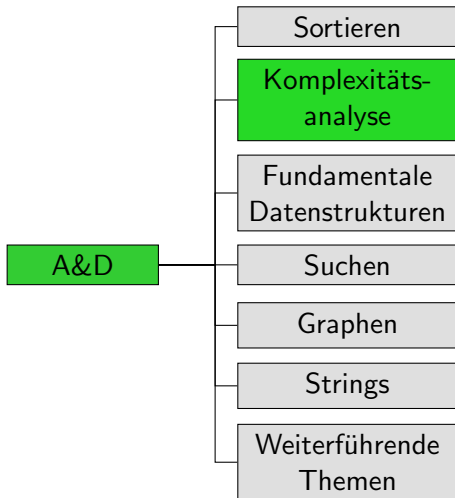 Sortieren
Komplexitäts-
analyse
Fundamentale
Datenstrukturen
A&D
Suchen
Graphen
Strings
Weiterführende
Themen